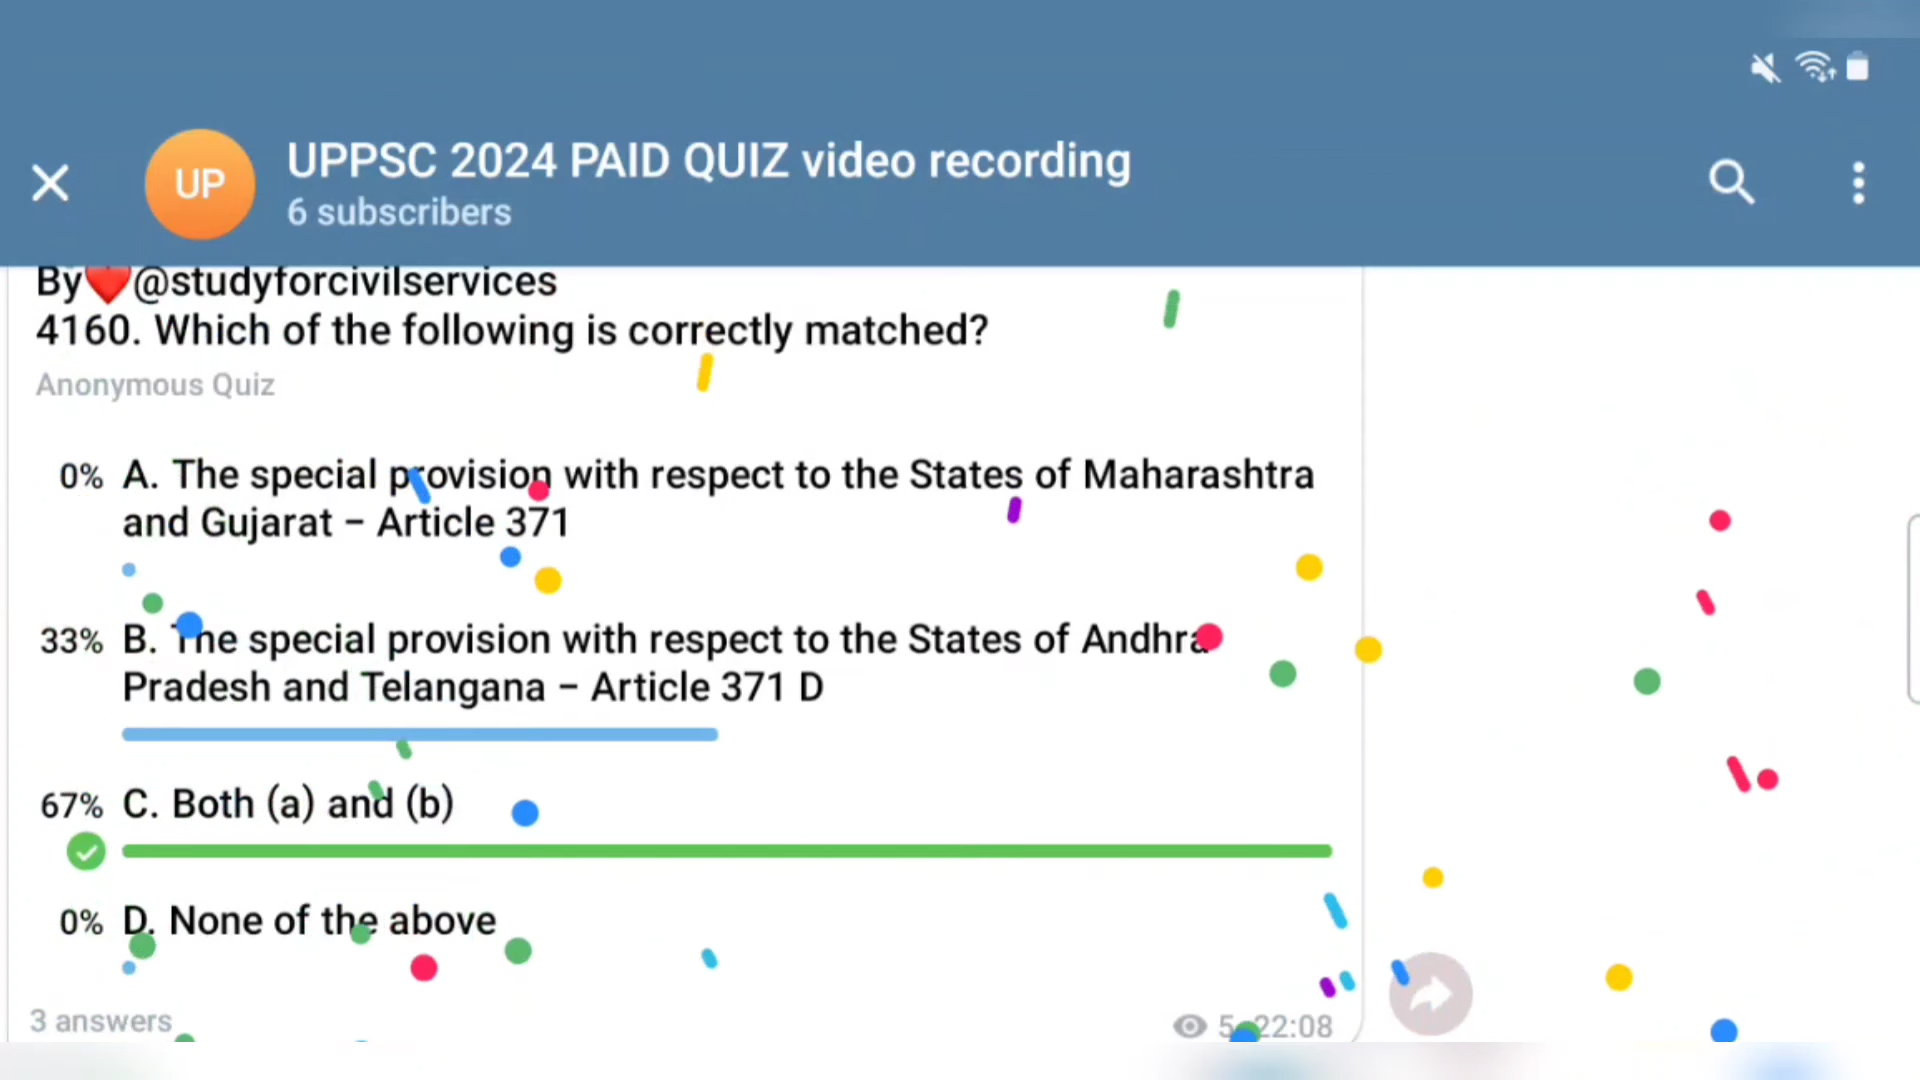 UP
UPPSC 2024 PAID QUIZ video recording
6 subscribers
By❤️@studyforcivilservices
4160. Which of the following is correctly matched?
Anonymous Quiz
0% A. The special provision with respect to the States of Maharashtra
and Gujarat – Article 371
33% B. The special provision with respect to the States of Andhra
Pradesh and Telangana – Article 371 D
67% C. Both (a) and (b)
0% D. None of the above
3 answers
5 22:08